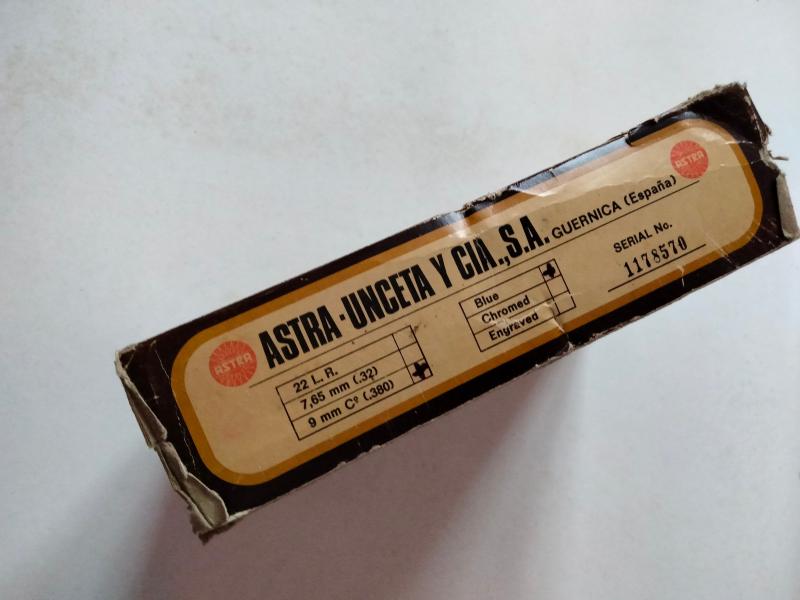 ASTRA
ASTRA-UNCETA Y CIA.,S.A. GUERNICA (España)
ASTRA
22 L. R.
7,65 mm (.32)
9 mm Cº (.380)
Blue
Chromed
Engraved
SERIAL No.
1178570